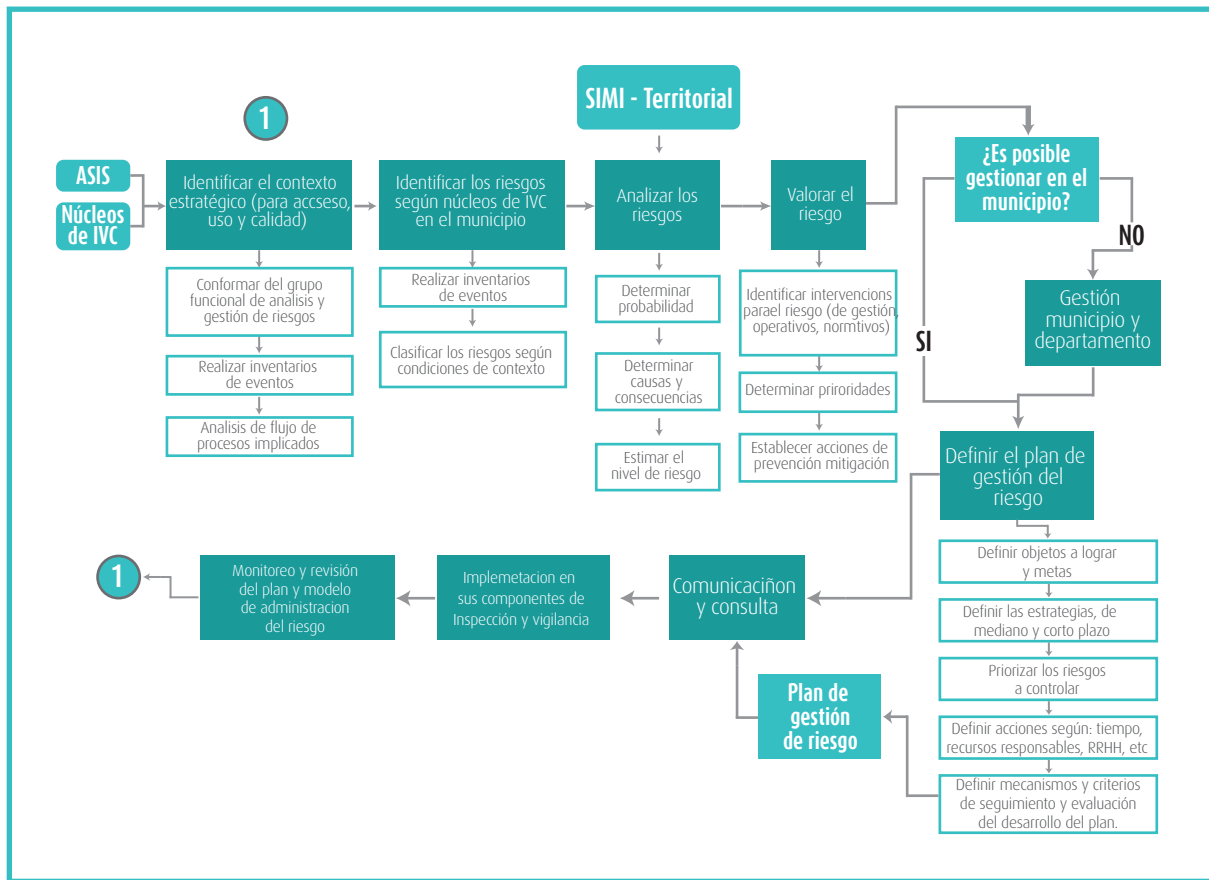 SIMI - Territorial
1
ASIS
Núcleos
de IVC
Identificar el contexto
estratégico (para accseso,
uso y calidad)
Identificar los riesgos
según núcleos de IVC
en el municipio
Analizar los
riesgos
Valorar el
riesgo
¿Es posible
gestionar en el
municipio?
NO
SI
Gestión
municipio y
departamento
Conformar del grupo
funcional de analisis y
gestión de riesgos
Realizar inventarios
de eventos
Analisis de flujo de
procesos implicados
Realizar inventarios
de eventos
Clasificar los riesgos según
condiciones de contexto
Determinar
probabilidad
Determinar
causas y
consecuencias
Estimar el
nivel de riesgo
Identificar intervencions
parael riesgo (de gestión,
operativos, normtivos)
Determinar priroridades
Establecer acciones de
prevención mitigación
Definir el plan de
gestión del
riesgo
Definir objetos a lograr
y metas
Definir las estrategias, de
mediano y corto plazo
Priorizar los riesgos
a controlar
Definir acciones según: tiempo,
recursos responsables, RRHH, etc
Definir mecanismos y criterios
de seguimiento y evaluación
del desarrollo del plan.
Plan de
gestión
de riesgo
Comunicaciñon
y consulta
Implemetacion en
sus componentes de
Inspección y vigilancia
Monitoreo y revisión
del plan y modelo
de administracion
del riesgo
1